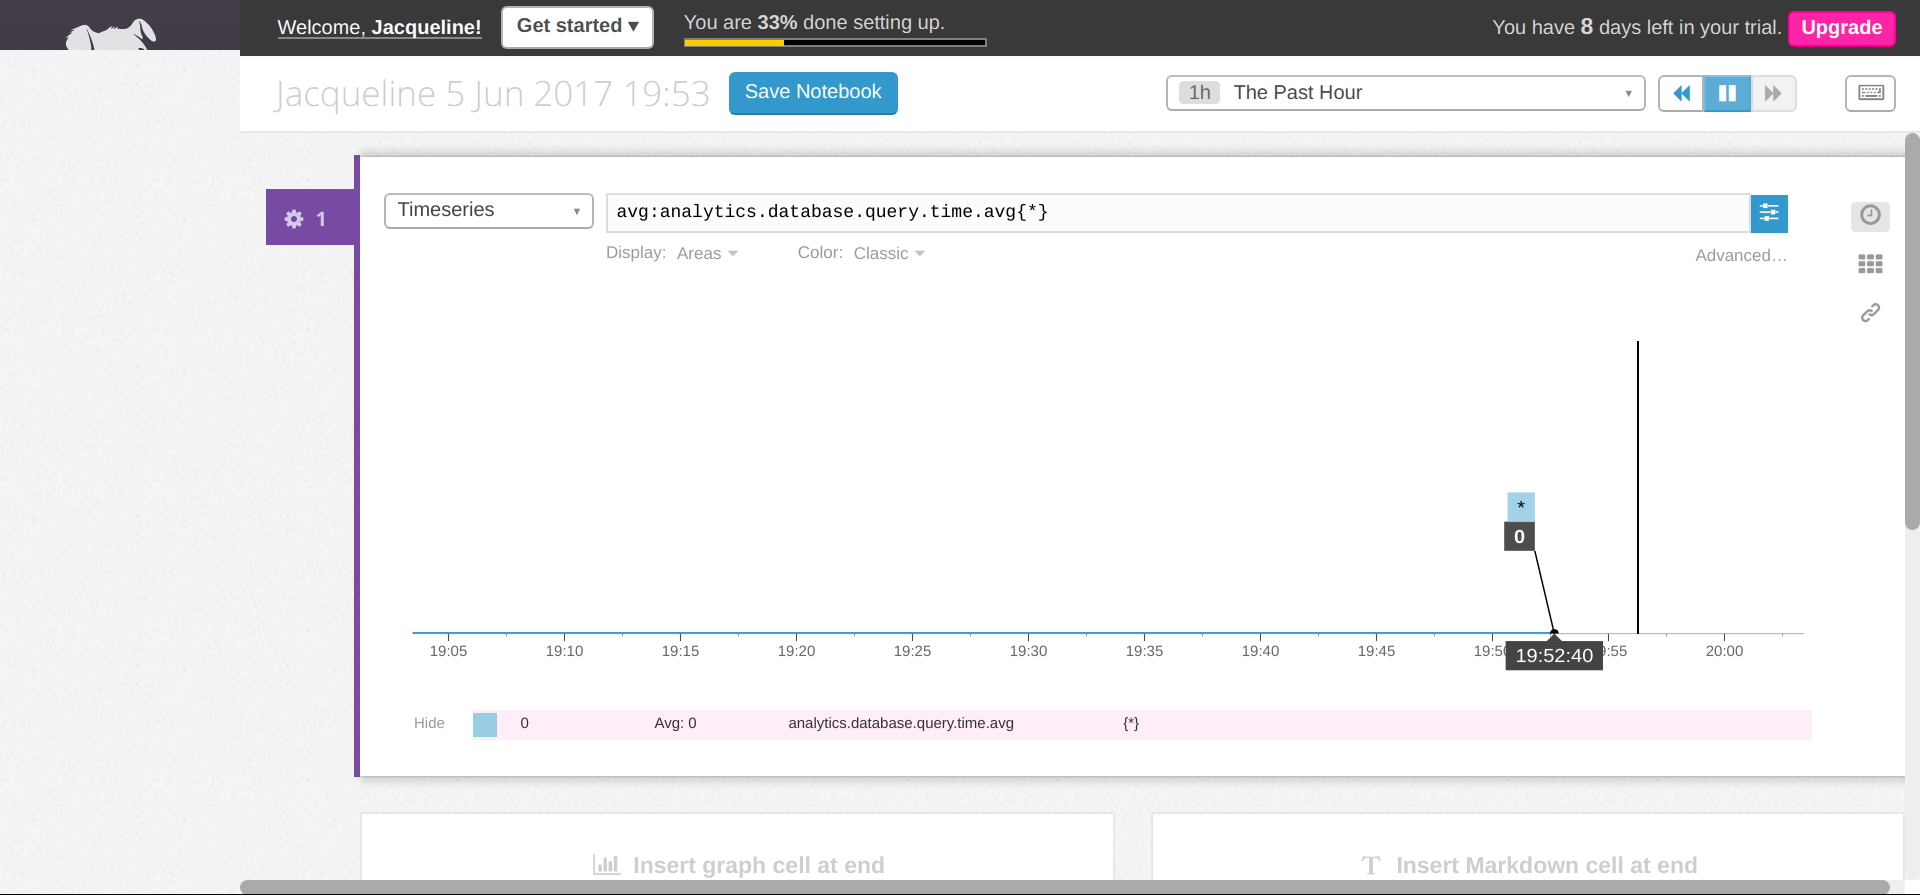 Welcome, Jacqueline!
Get started ▾
You are 33% done setting up.
You have 8 days left in your trial.
Upgrade
Jacqueline 5 Jun 2017 19:53
Save Notebook
1h The Past Hour
1
Timeseries
avg:analytics.database.query.time.avg{*}
Display: Areas
Color: Classic
Advanced...
*
0
19:05 19:10 19:15 19:20 19:25 19:30 19:35 19:40 19:45 19:50 19:52:40 :55 20:00
Hide 0 Avg: 0 analytics.database.query.time.avg {*}
Insert graph cell at end
T Insert Markdown cell at end